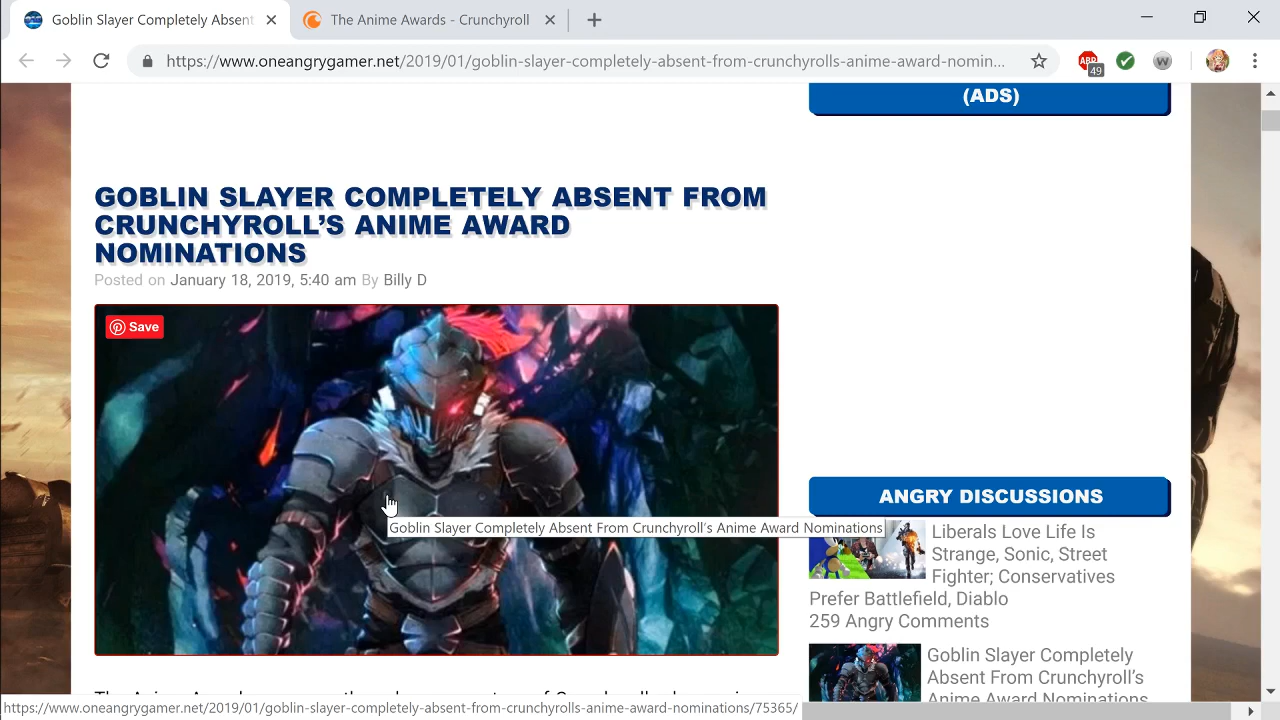 Goblin Slayer Completely Absent
The Anime Awards - Crunchyroll
https://www.oneangrygamer.net/2019/01/goblin-slayer-completely-absent-from-crunchyrolls-anime-award-nomin...
ABP
49
W
(ADS)
GOBLIN SLAYER COMPLETELY ABSENT FROM
CRUNCHYROLL’S ANIME AWARD
NOMINATIONS
Posted on January 18, 2019, 5:40 am By Billy D
Save
ANGRY DISCUSSIONS
Goblin Slayer Completely Absent From Crunchyroll’s Anime Award Nominations
Liberals Love Life Is
Strange, Sonic, Street
Fighter; Conservatives
Prefer Battlefield, Diablo
259 Angry Comments
Goblin Slayer Completely
Absent From Crunchyroll’s
Anime Award Nominations
https://www.oneangrygamer.net/2019/01/goblin-slayer-completely-absent-from-crunchyrolls-anime-award-nominations/75365/